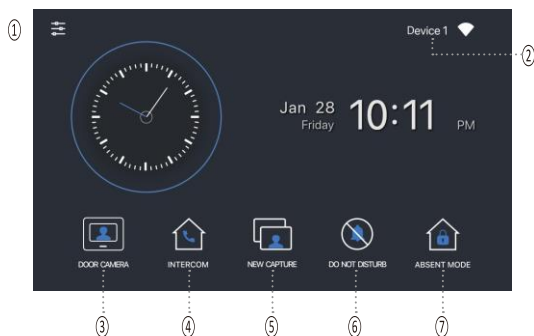 ①
Device 1
②
Jan 28
Friday
10:11 PM
DOOR CAMERA
INTERCOM
NEW CAPTURE
DO NOT DISTURB
ABSENT MODE
③ ④ ⑤ ⑥ ⑦